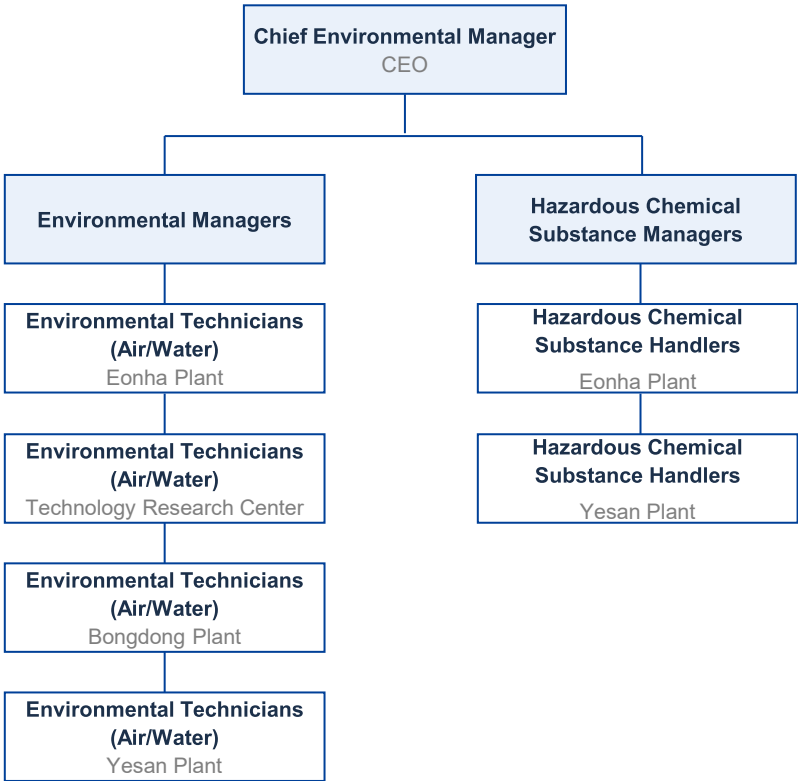 Chief Environmental Manager
CEO
Environmental Managers
Environmental Technicians
(Air/Water)
Eonha Plant
Environmental Technicians
(Air/Water)
Technology Research Center
Environmental Technicians
(Air/Water)
Bongdong Plant
Environmental Technicians
(Air/Water)
Yesan Plant
Hazardous Chemical
Substance Managers
Hazardous Chemical
Substance Handlers
Eonha Plant
Hazardous Chemical
Substance Handlers
Yesan Plant